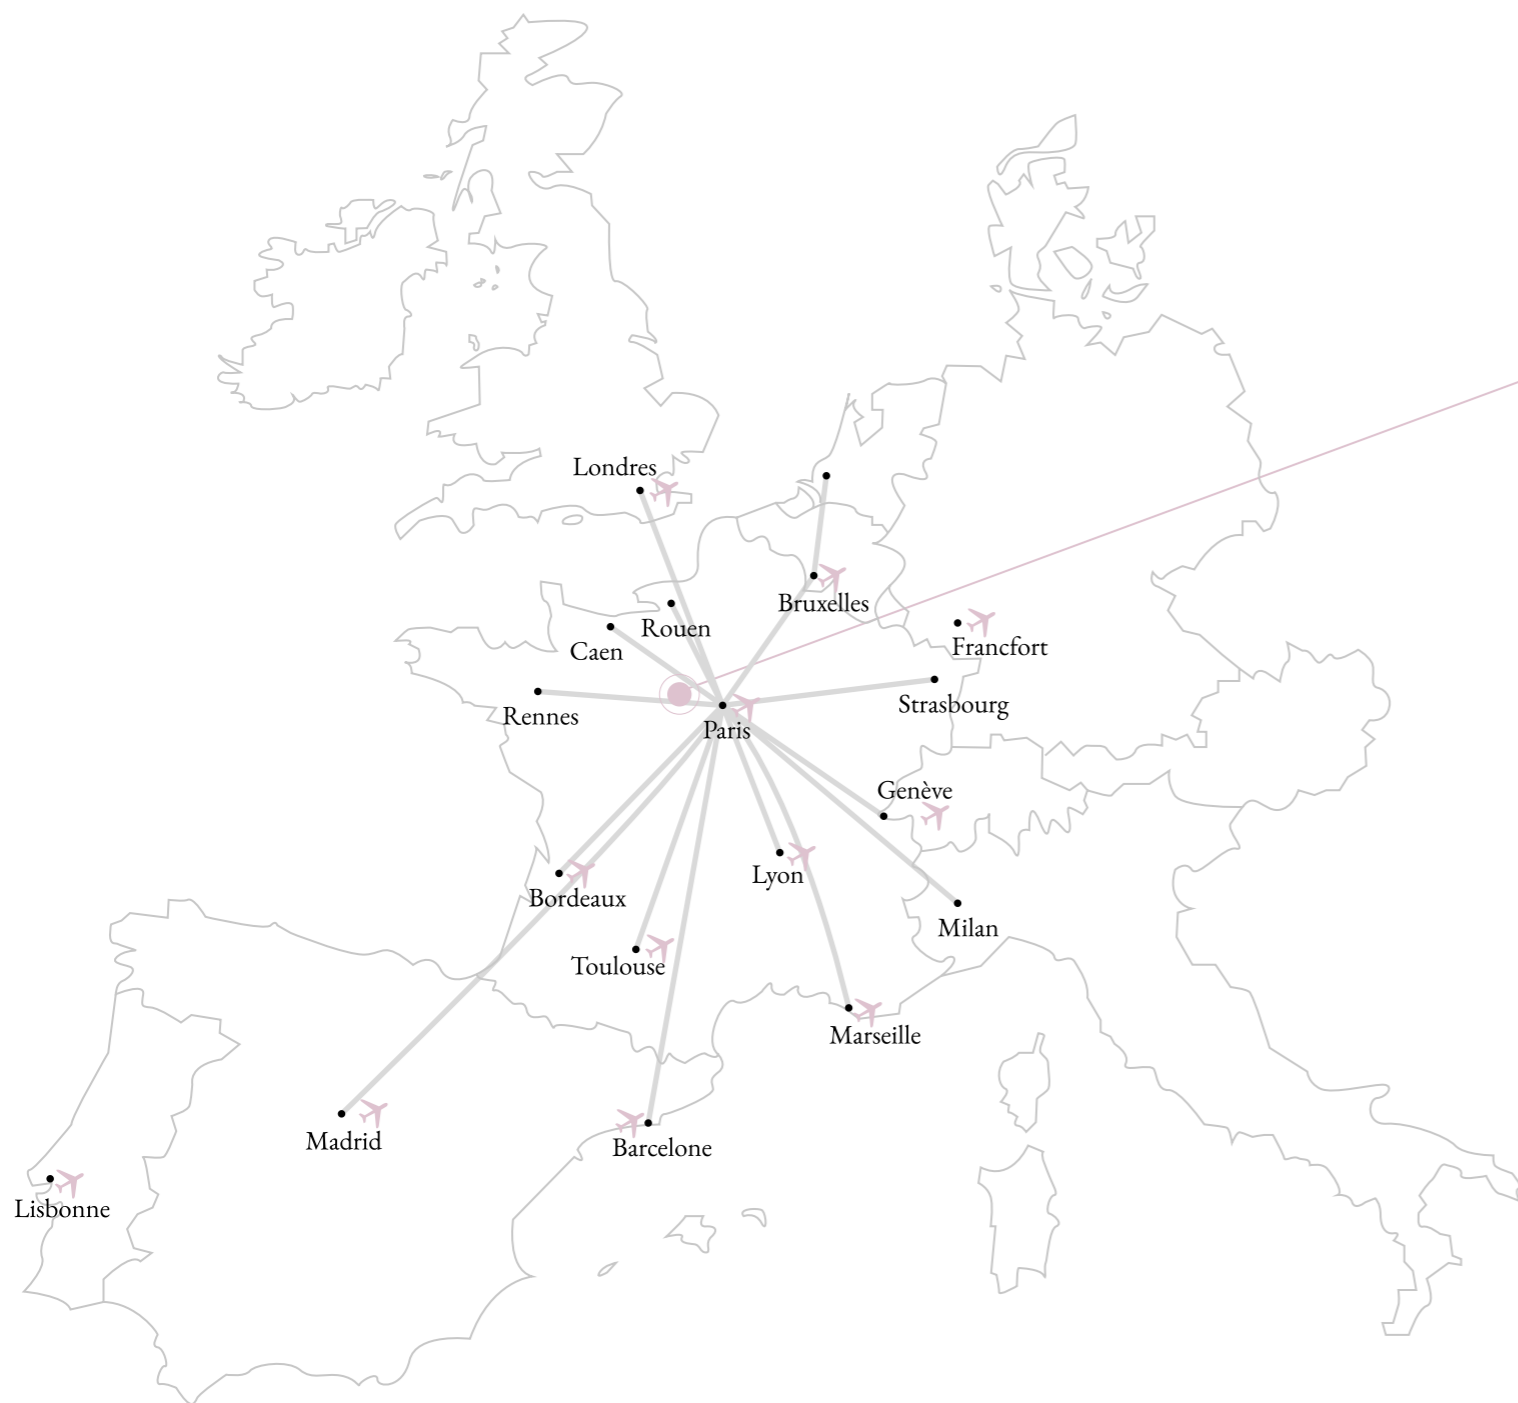 Londres
Bruxelles
Rouen
Francfort
Caen
Strasbourg
Rennes
Paris
Genève
Lyon
Bordeaux
Milan
Toulouse
Marseille
Madrid
Barcelone
Lisbonne